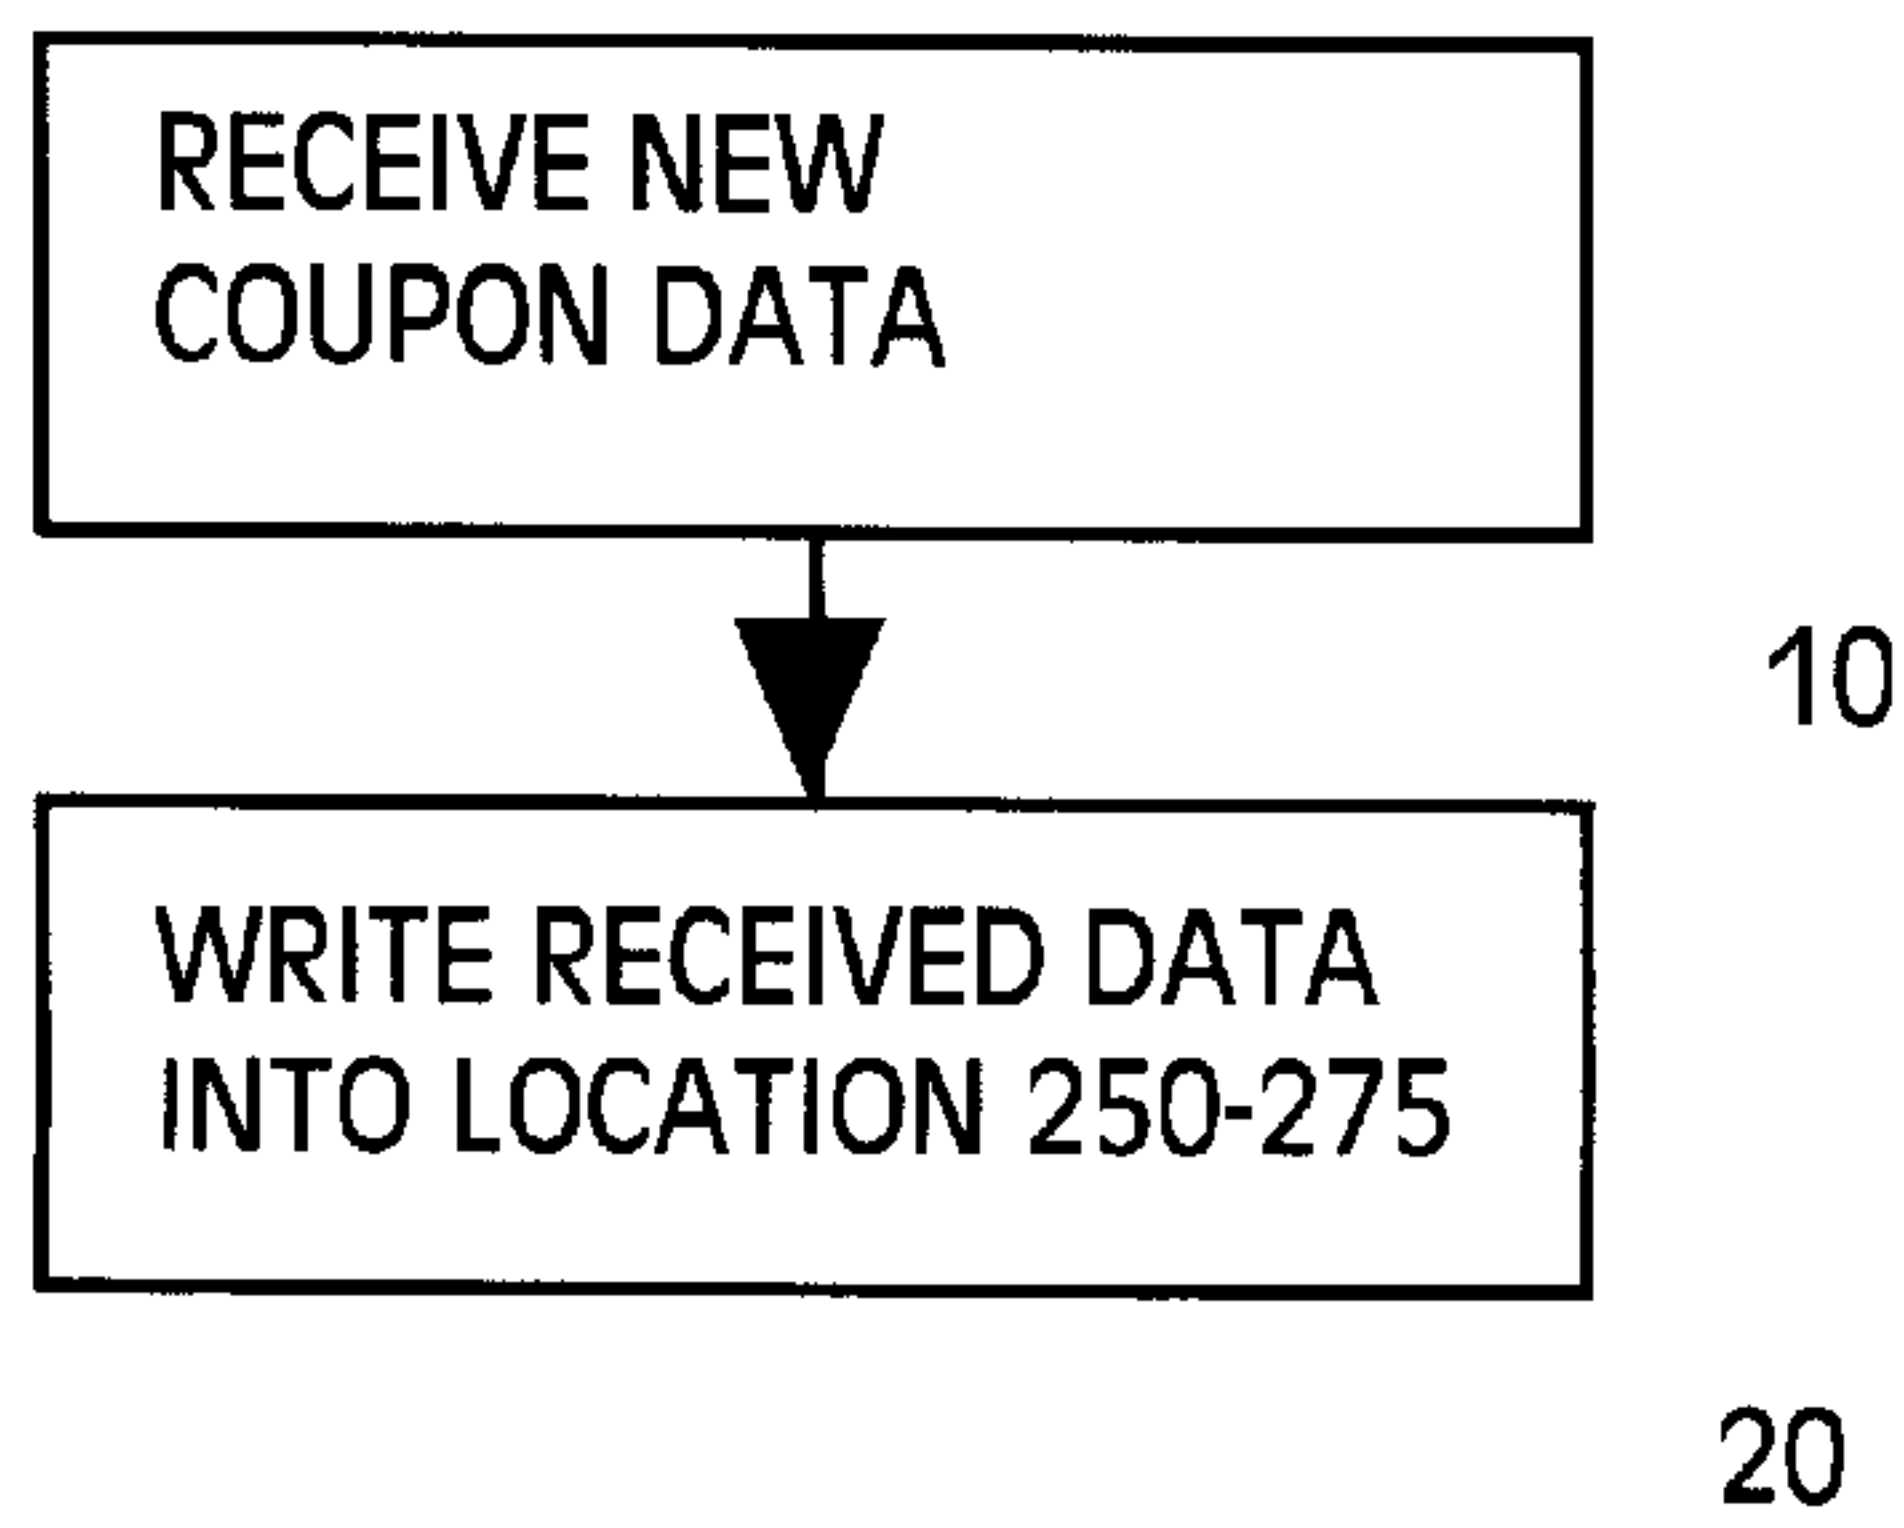 RECEIVE NEW
COUPON DATA
10
WRITE RECEIVED DATA
INTO LOCATION 250-275
20